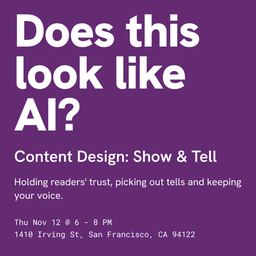 Does this
look like
AI?
Content Design: Show & Tell
Holding readers' trust, picking out tells and keeping
your voice.
Thu Nov 12 @ 6 – 8 PM
1410 Irving St, San Francisco, CA 94122